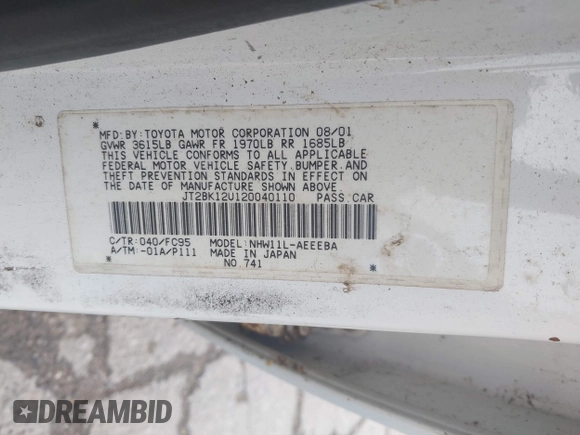 MFD. BY: TOYOTA MOTOR CORPORATION 08/01
GVWR 3615LB GAWR FR 1970LB RR 1685LB
THIS VEHICLE CONFORMS TO ALL APPLICABLE
FEDERAL MOTOR VEHICLE SAFETY, BUMPER, AND
THEFT PREVENTION STANDARDS IN EFFECT ON
THE DATE OF MANUFACTURE SHOWN ABOVE.
JT2BK12U120040110 PASS. CAR
C/TR: 040/FC95 MODEL: NHW11L-AEEEBA
A/TM: -01A/P111 MADE IN JAPAN
NO. 741
DREAMBID